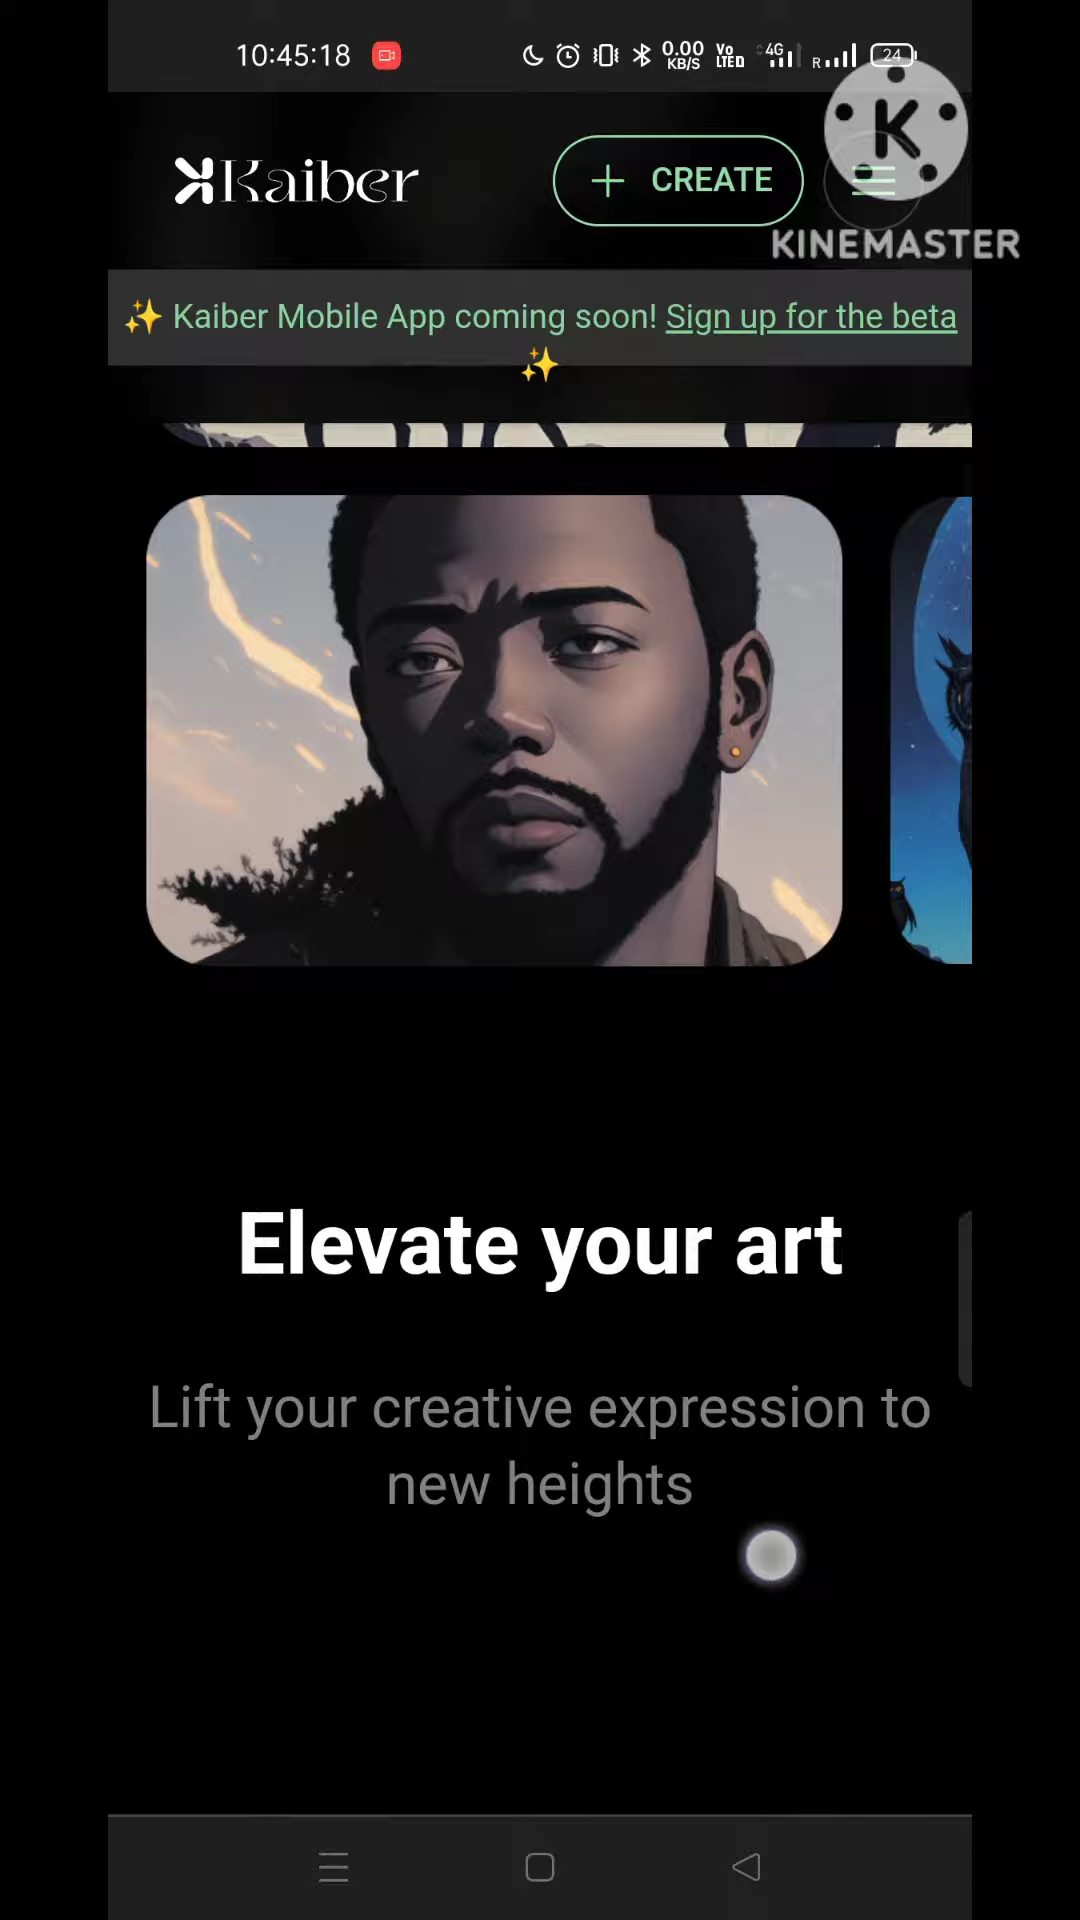 10:45:18 0.00 KB/S Vo LTED 4G R 24
K
Kaiber + CREATE
KINEMASTER
✨ Kaiber Mobile App coming soon! Sign up for the beta
✨
Elevate your art
Lift your creative expression to
new heights